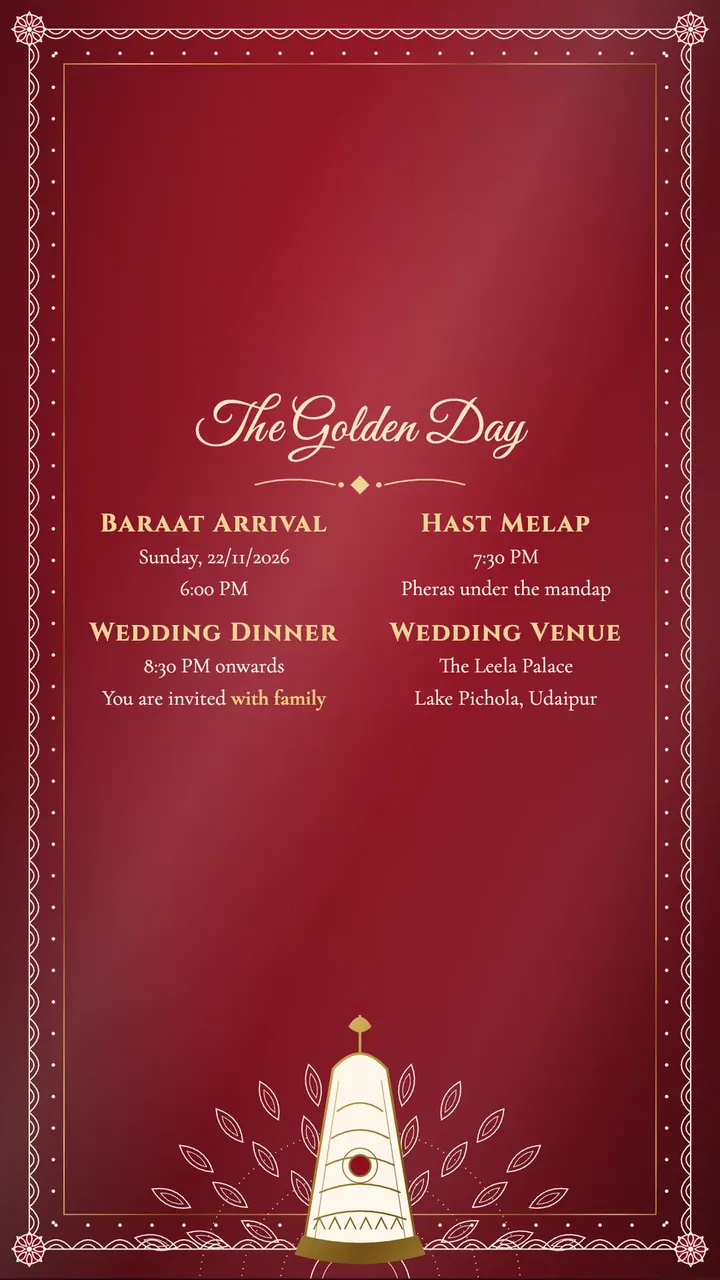 The Golden Day
Baraat Arrival
Sunday, 22/11/2026
6:00 PM
Hast Melap
7:30 PM
Pheras under the mandap
Wedding Dinner
8:30 PM onwards
You are invited with family
Wedding Venue
The Leela Palace
Lake Pichola, Udaipur